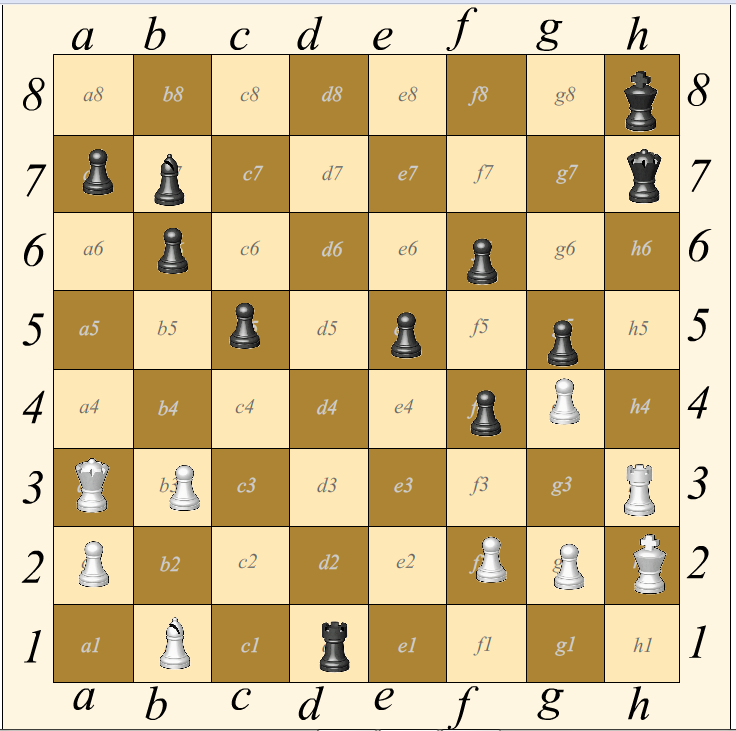 a b c d e f g h
8 a8 b8 c8 d8 e8 f8 g8 8
7 c7 d7 e7 f7 g7 7
6 a6 c6 d6 e6 g6 h6 6
5 a5 b5 d5 f5 h5 5
4 a4 b4 c4 d4 e4 h4 4
3 b3 c3 d3 e3 f3 g3 3
2 b2 c2 d2 e2 2
1 a1 c1 e1 f1 g1 h1 1
a b c d e f g h